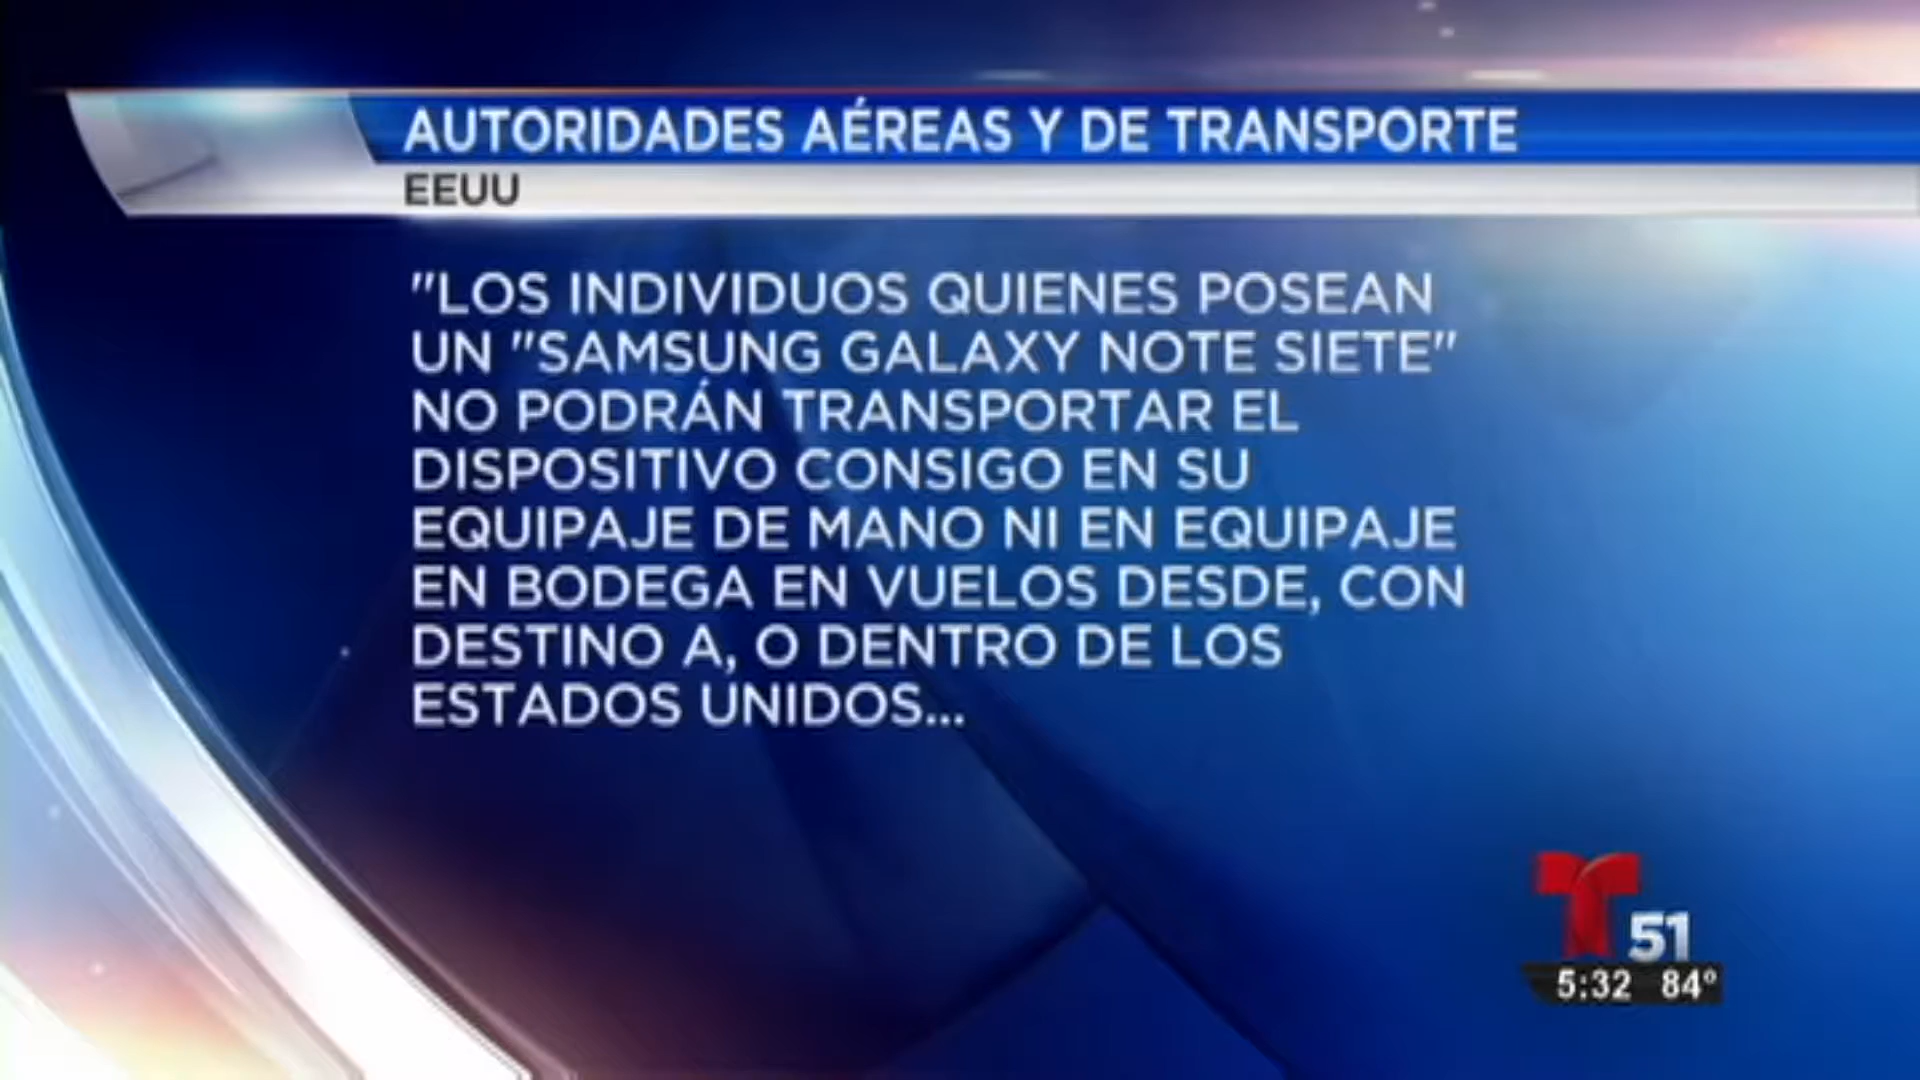 AUTORIDADES AÉREAS Y DE TRANSPORTE
EEUU
"LOS INDIVIDUOS QUIENES POSEAN
UN "SAMSUNG GALAXY NOTE SIETE"
NO PODRÁN TRANSPORTAR EL
DISPOSITIVO CONSIGO EN SU
EQUIPAJE DE MANO NI EN EQUIPAJE
EN BODEGA EN VUELOS DESDE, CON
DESTINO A, O DENTRO DE LOS
ESTADOS UNIDOS...
T 51
5:32 84°